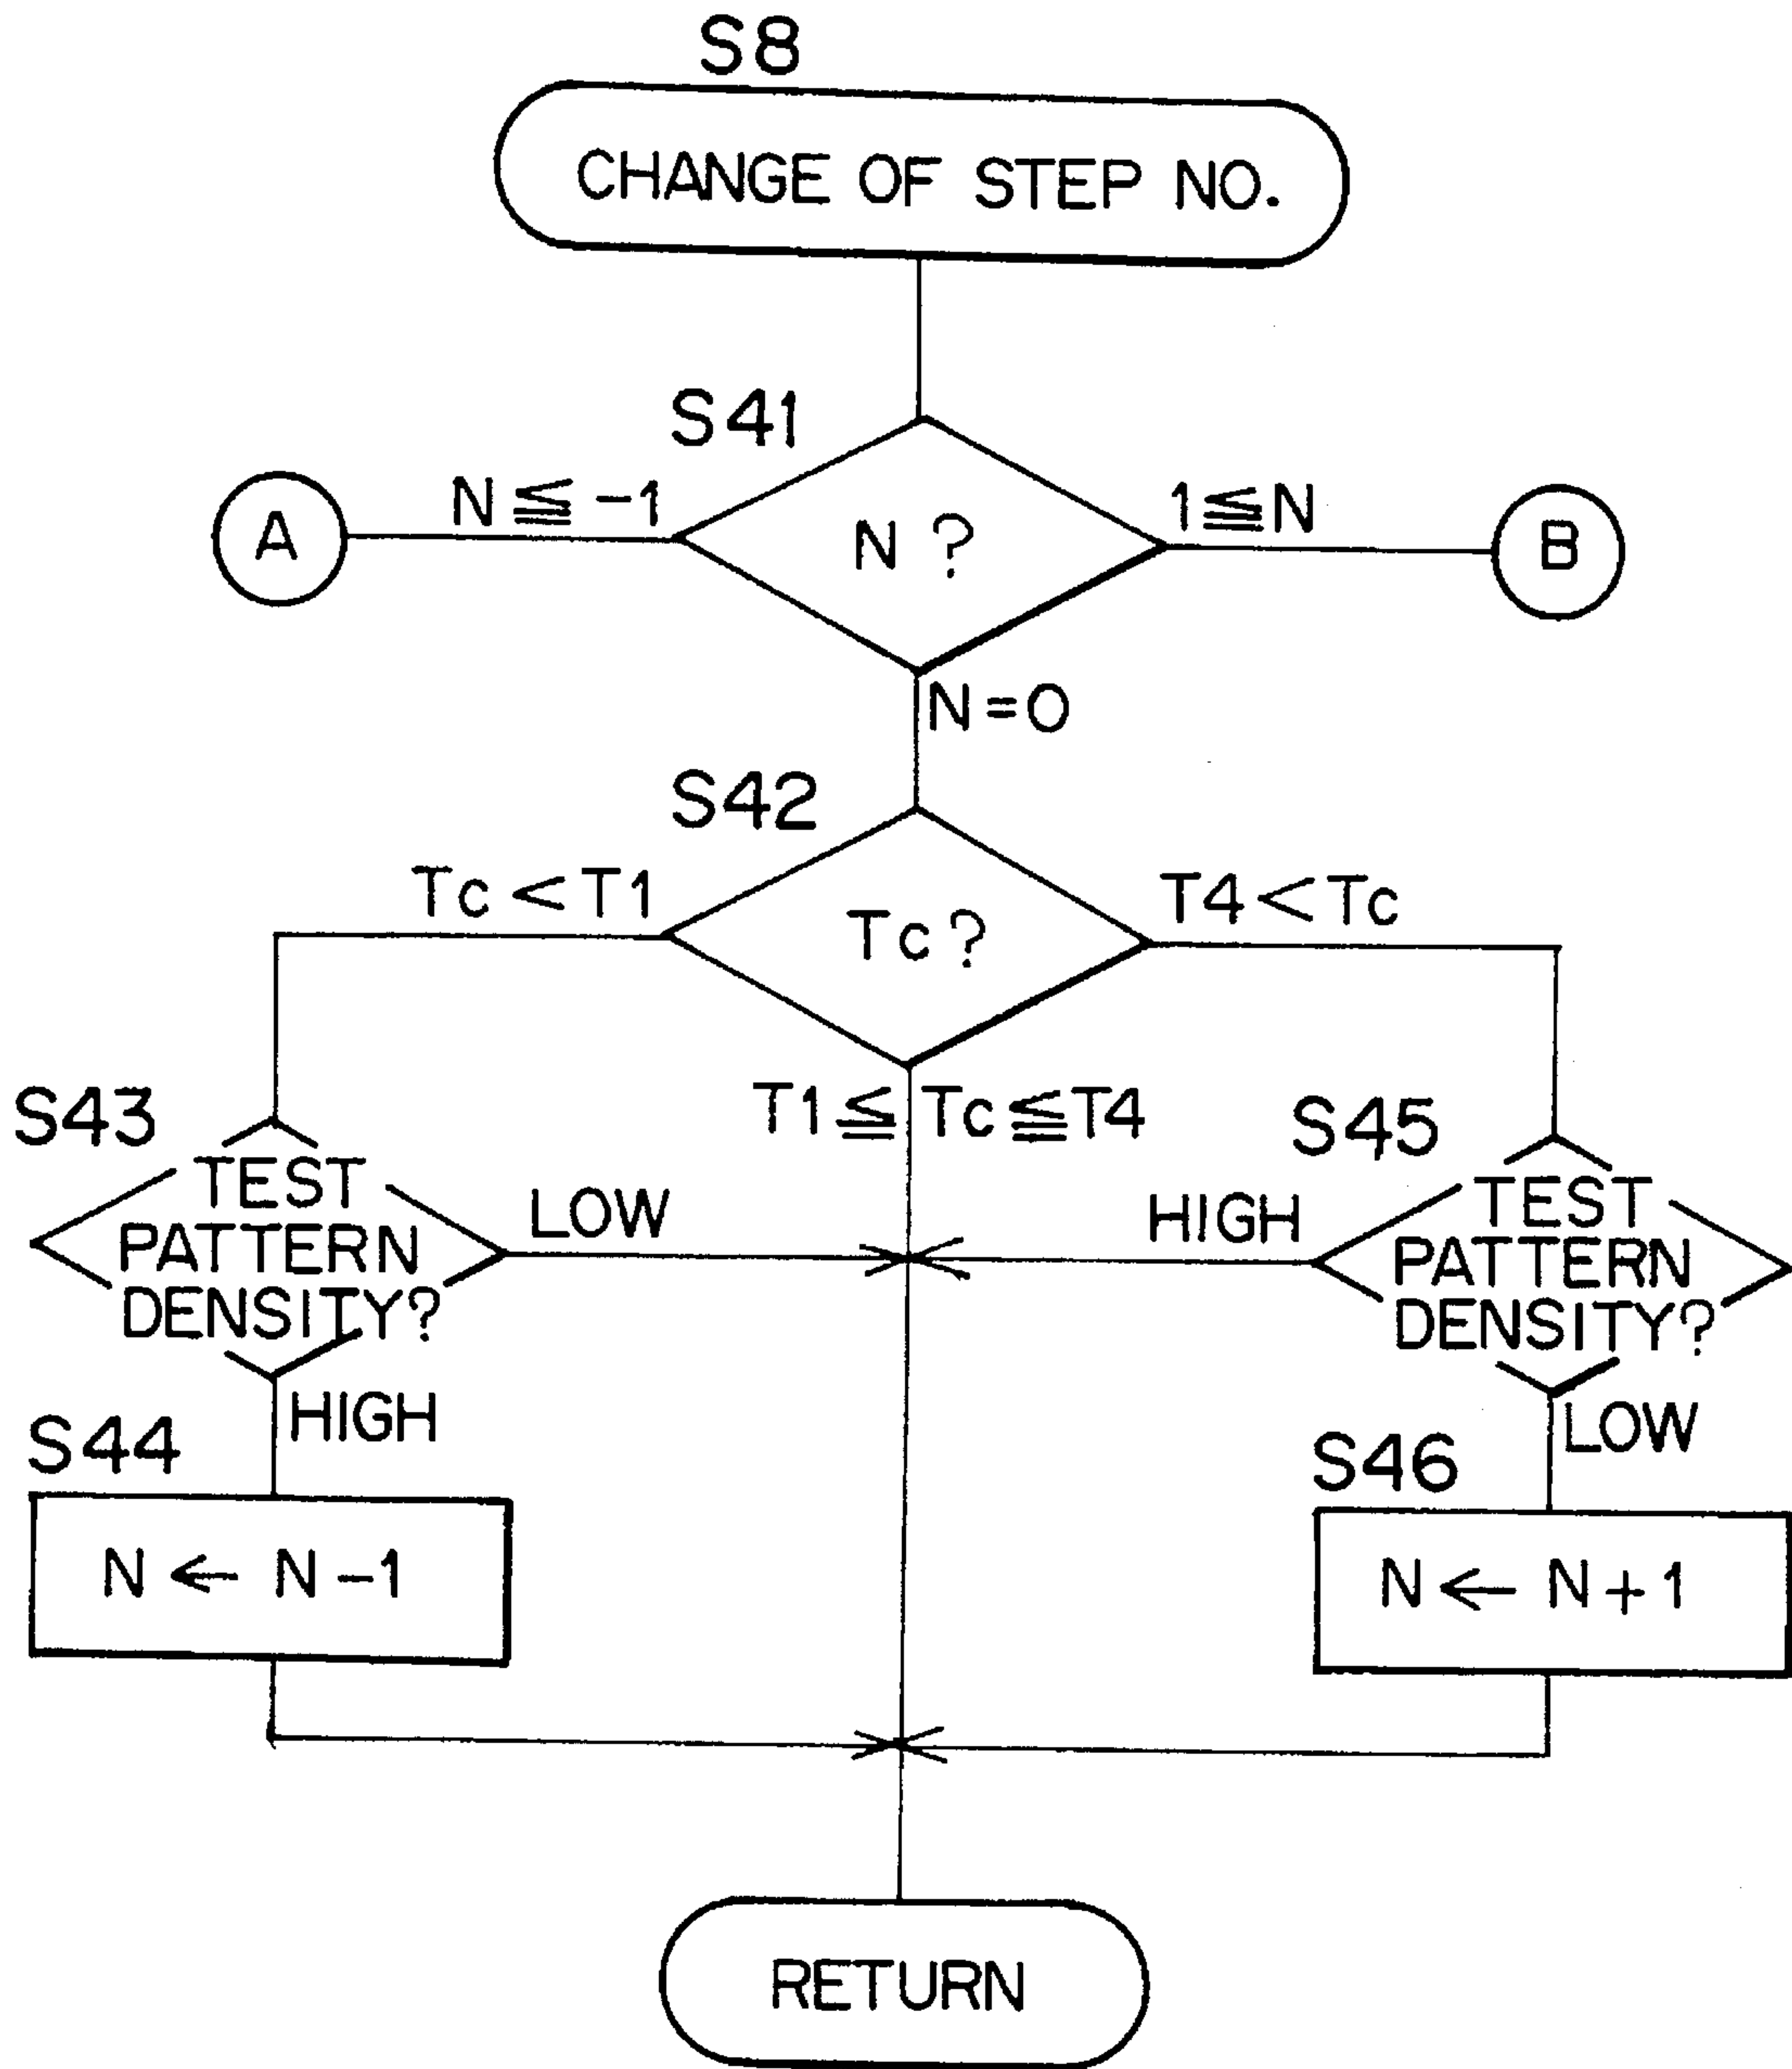 S8
CHANGE OF STEP NO.
S41
A
N ≦ -1
N ?
1≦N
B
N=0
S42
Tc < T1
Tc ?
T4 < Tc
T1 ≦ Tc ≦ T4
S43
TEST
PATTERN
DENSITY?
LOW
HIGH
S45
TEST
PATTERN
DENSITY?
HIGH
LOW
S44
N ← N-1
S46
N ← N+1
RETURN